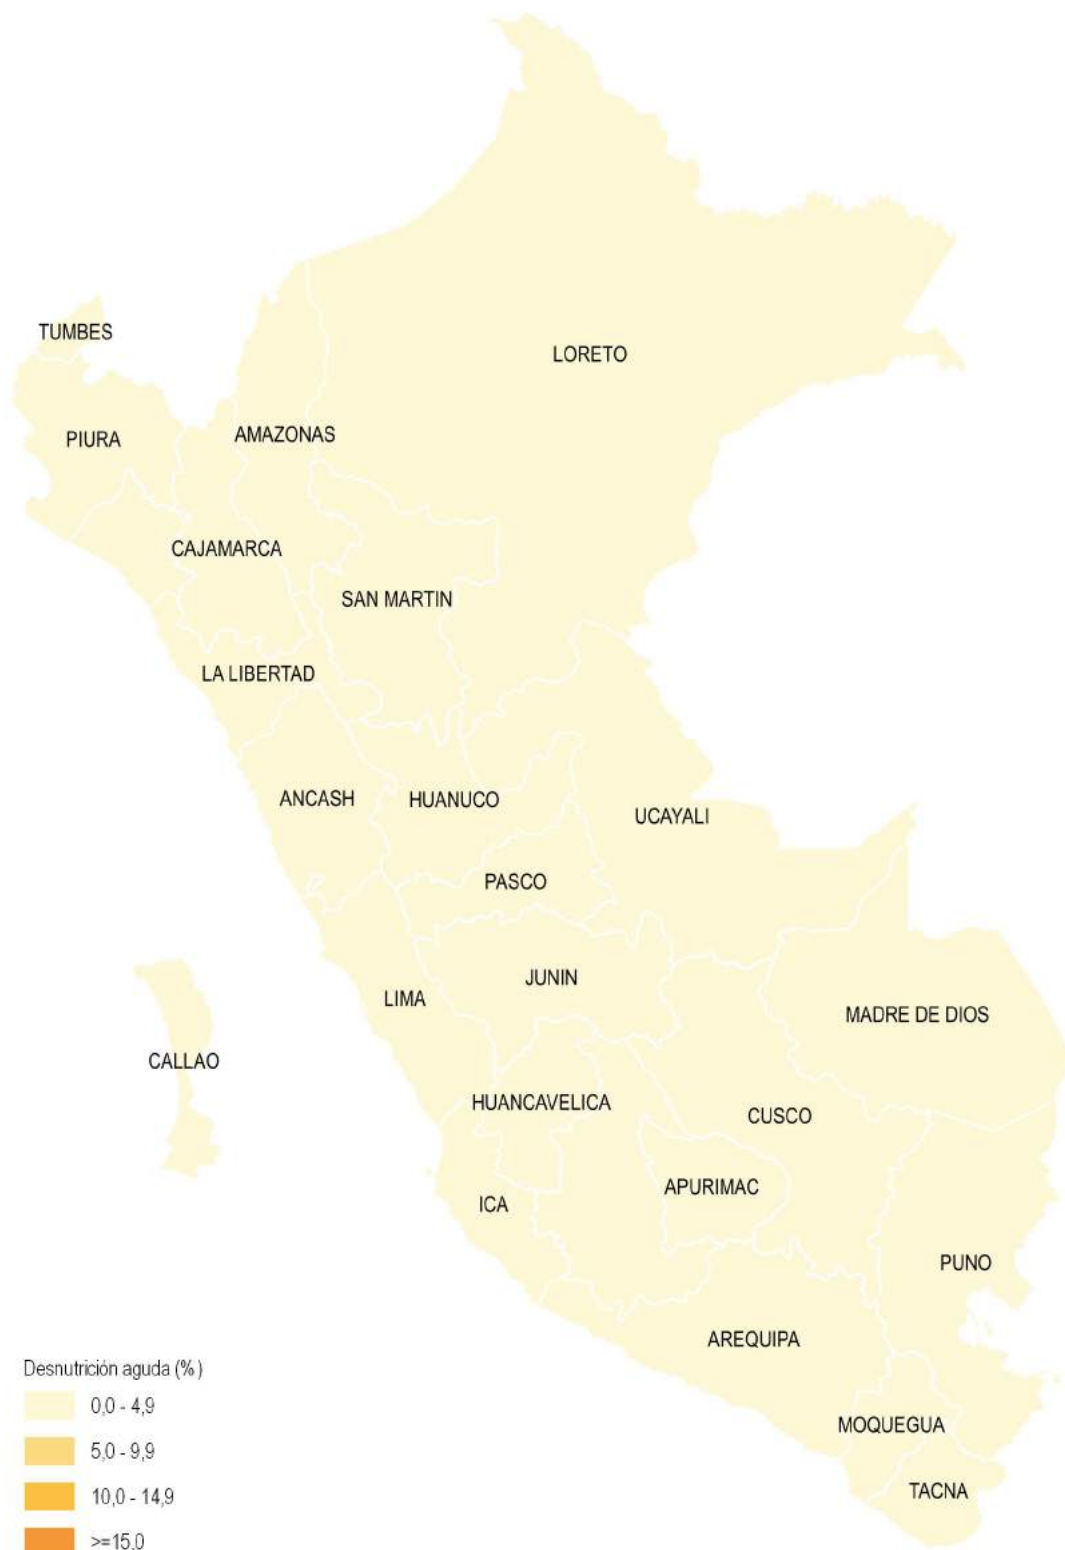 TUMBES
LORETO
PIURA
AMAZONAS
CAJAMARCA
SAN MARTIN
LA LIBERTAD
ANCASH
HUANUCO
UCAYALI
PASCO
JUNIN
LIMA
MADRE DE DIOS
CALLAO
HUANCAVELICA
CUSCO
APURIMAC
ICA
PUNO
AREQUIPA
MOQUEGUA
TACNA
Desnutrición aguda (%)
0,0 - 4,9
5,0 - 9,9
10,0 - 14,9
>=15,0